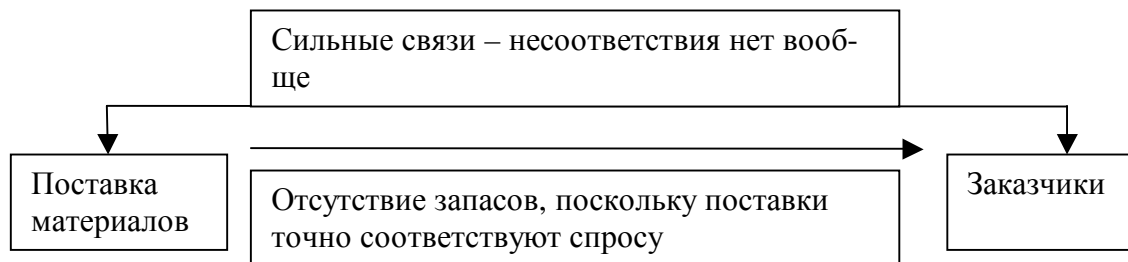 Сильные связи – несоответствия нет вооб-
ще
Поставка
материалов
Отсутствие запасов, поскольку поставки
точно соответствуют спросу
Заказчики